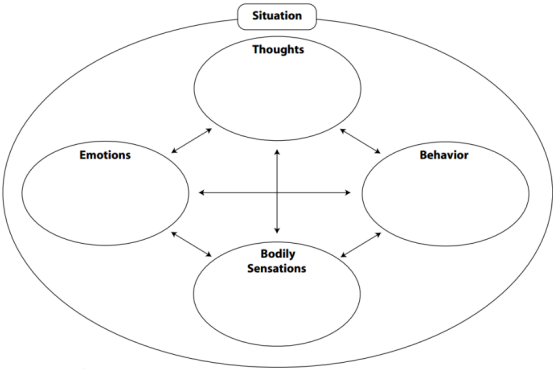 Situation
Thoughts
Emotions
Behavior
Bodily
Sensations